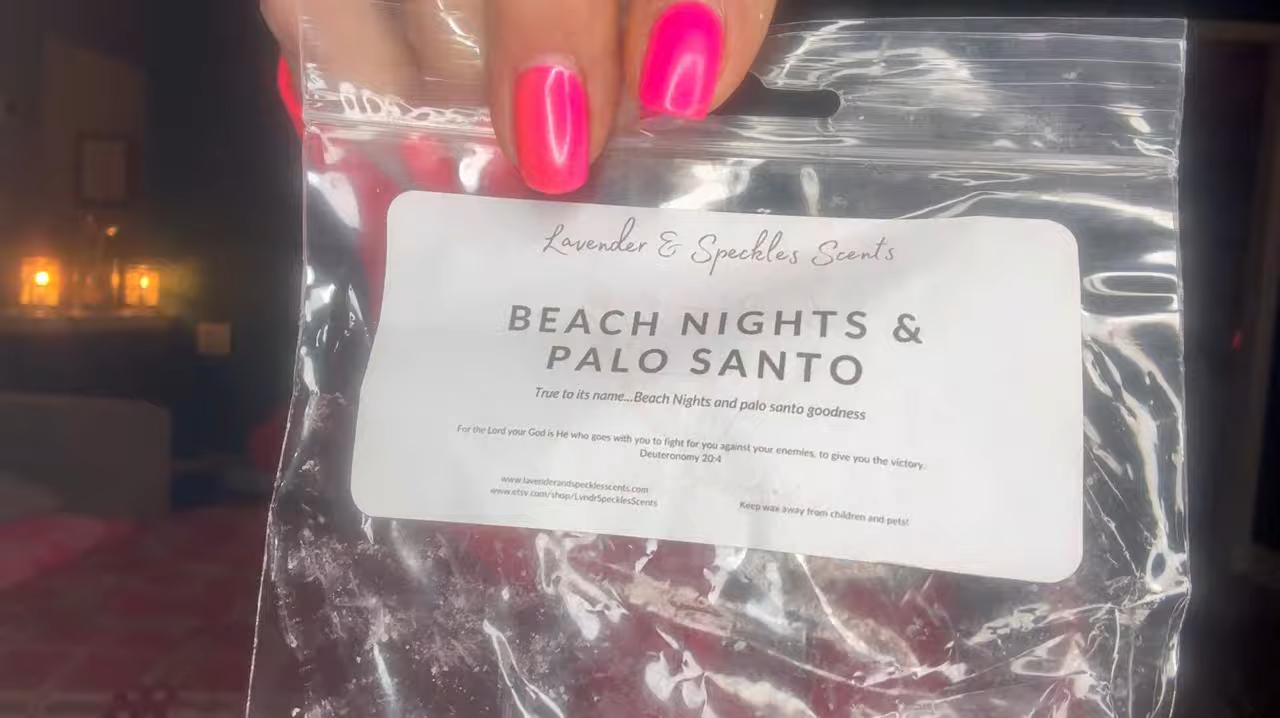 Lavender & Speckles Scents
BEACH NIGHTS &
PALO SANTO
True to its name...Beach Nights and palo santo goodness
For the Lord your God is He who goes with you to fight for you against your enemies, to give you the victory.
Deuteronomy 20:4
www.lavenderandspecklesscents.com
www.etsy.com/shop/LvndrSpecklesScents
Keep wax away from children and pets!